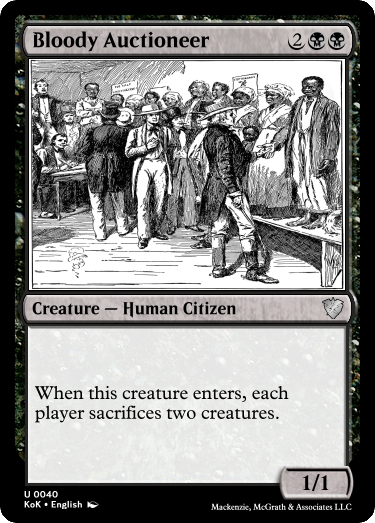 Bloody Auctioneer 2
Creature — Human Citizen
When this creature enters, each
player sacrifices two creatures.
1/1
U 0040
KoK • English
Mackenzie, McGrath & Associates LLC